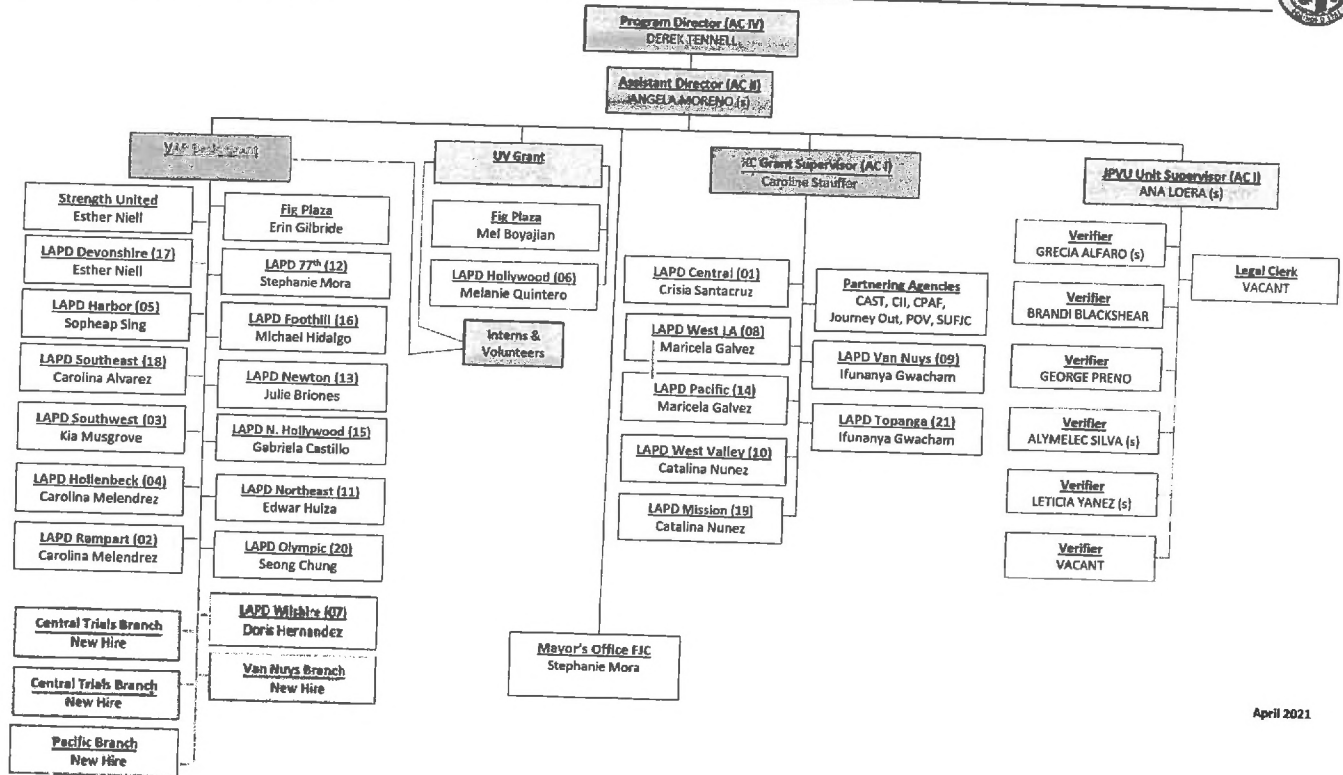 Program Director (AC IV)
DEREK TENNELL
Assistant Director (AC II)
ANGELA MORENO (s)
UV Grant
XC Grant Supervisor (AC I)
Caroline Stauffer
JPVU Unit Supervisor (AC I)
ANA LOERA (s)
Strength United
Esther Niell
LAPD Devonshire (17)
Esther Niell
LAPD Harbor (05)
Sopheap Sing
LAPD Southeast (18)
Carolina Alvarez
LAPD Southwest (03)
Kia Musgrove
LAPD Hollenbeck (04)
Carolina Melendrez
LAPD Rampart (02)
Carolina Melendrez
Central Trials Branch
New Hire
Central Trials Branch
New Hire
Pacific Branch
New Hire
Fig Plaza
Erin Gilbride
LAPD 77th (12)
Stephanie Mora
LAPD Foothill (16)
Michael Hidalgo
LAPD Newton (13)
Julie Briones
LAPD N. Hollywood (15)
Gabriela Castillo
LAPD Northeast (11)
Edwar Huiza
LAPD Olympic (20)
Seong Chung
LAPD Wilshire (07)
Doris Hernandez
Van Nuys Branch
New Hire
Fig Plaza
Mel Boyajian
LAPD Hollywood (06)
Melanie Quintero
Interns &
Volunteers
Mayor's Office FJC
Stephanie Mora
LAPD Central (01)
Crisia Santacruz
LAPD West LA (08)
Maricela Galvez
LAPD Pacific (14)
Maricela Galvez
LAPD West Valley (10)
Catalina Nunez
LAPD Mission (19)
Catalina Nunez
Partnering Agencies
CAST, CII, CPAF,
Journey Out, POV, SUFJC
LAPD Van Nuys (09)
Ifunanya Gwacham
LAPD Topanga (21)
Ifunanya Gwacham
Verifier
GRECIA ALFARO (s)
Verifier
BRANDI BLACKSHEAR
Verifier
GEORGE PRENO
Verifier
ALYMELEC SILVA (s)
Verifier
LETICIA YANEZ (s)
Verifier
VACANT
Legal Clerk
VACANT
April 2021